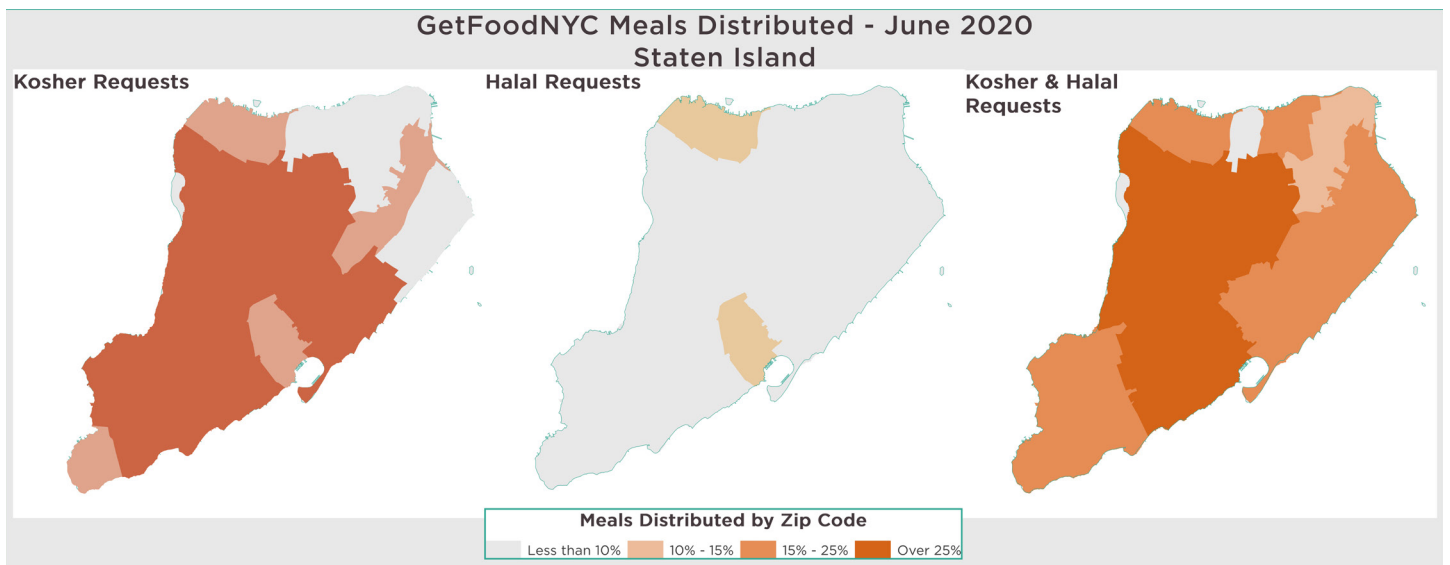 GetFoodNYC Meals Distributed - June 2020
Staten Island
Kosher Requests
Halal Requests
Kosher & Halal
Requests
Meals Distributed by Zip Code
Less than 10%
10% - 15%
15% - 25%
Over 25%